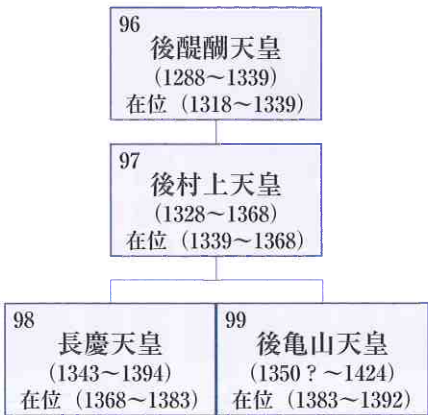 96
後醍醐天皇
(1288～1339)
在位（1318～1339)
97
後村上天皇
(1328～1368)
在位（1339～1368)
98
長慶天皇
(1343～1394)
在位（1368～1383)
99
後亀山天皇
(1350？～1424)
在位（1383～1392)